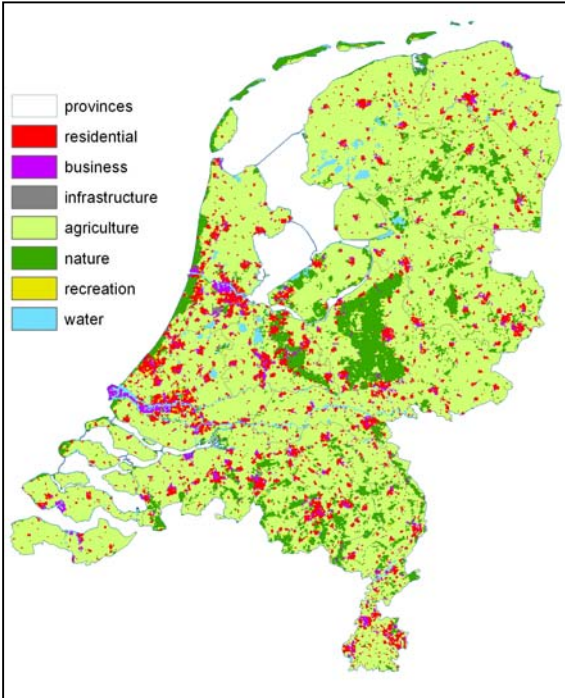 provinces
residential
business
infrastructure
agriculture
nature
recreation
water